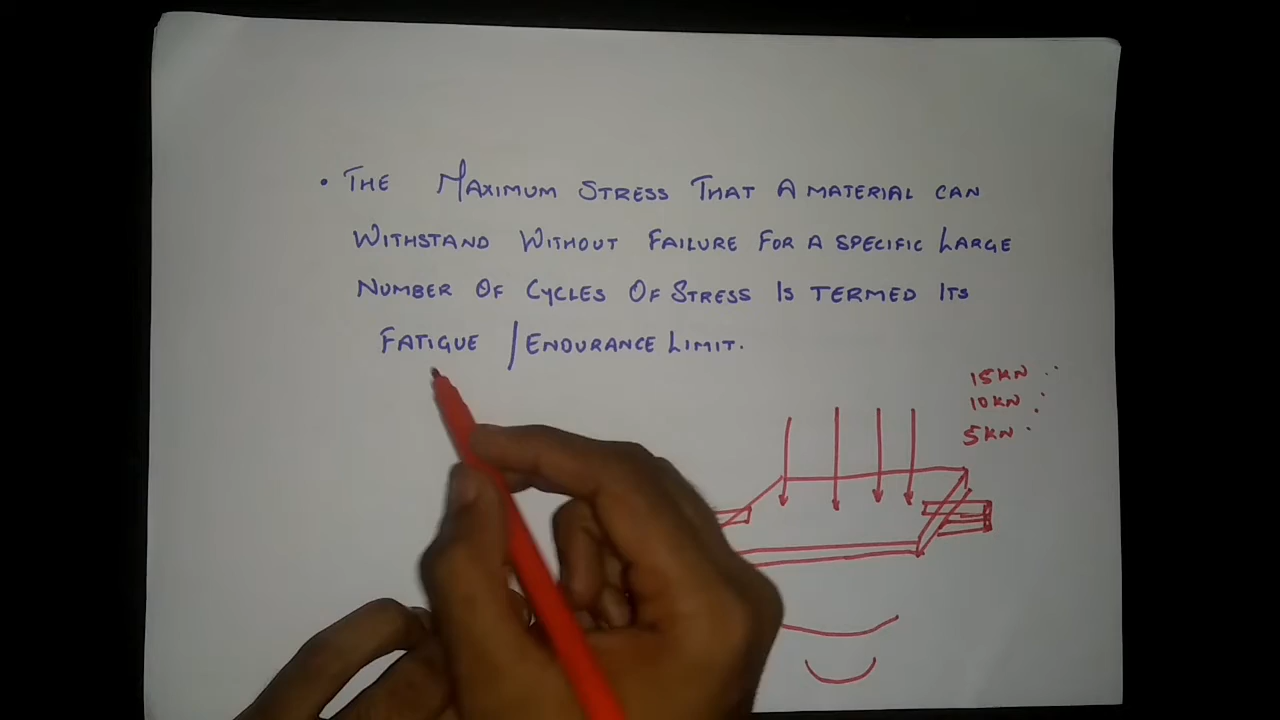 • THE MAXIMUM STRESS THAT A MATERIAL CAN
WITHSTAND WITHOUT FAILURE FOR A SPECIFIC LARGE
NUMBER OF CYCLES OF STRESS IS TERMED ITS
FATIGUE / ENDURANCE LIMIT.
15KN
10KN
5KN